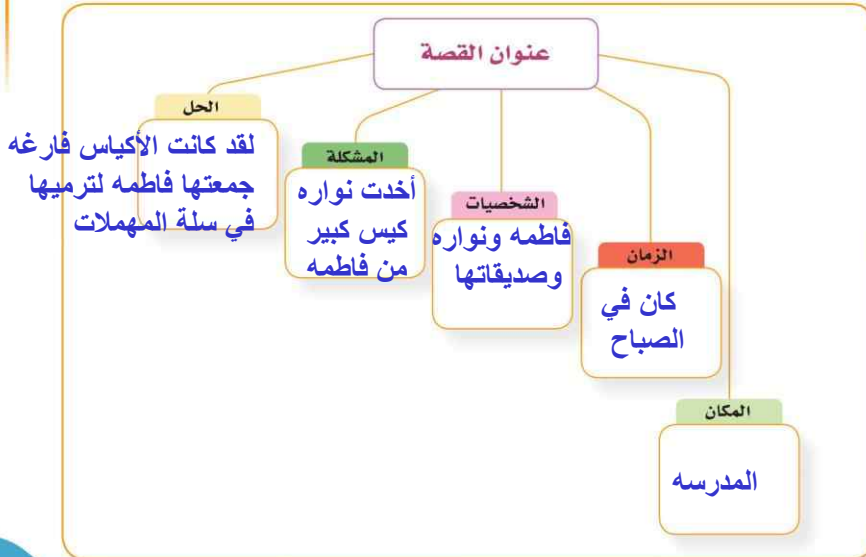 عنوان القصة
الحل
لقد كانت الأكياس فارغه
جمعتها فاطمه لترميها
في سلة المهملات
المشكلة
أخدت نواره
كيس كبير
من فاطمه
الشخصيات
فاطمه ونواره
وصديقاتها
الزمان
كان في
الصباح
المكان
المدرسه